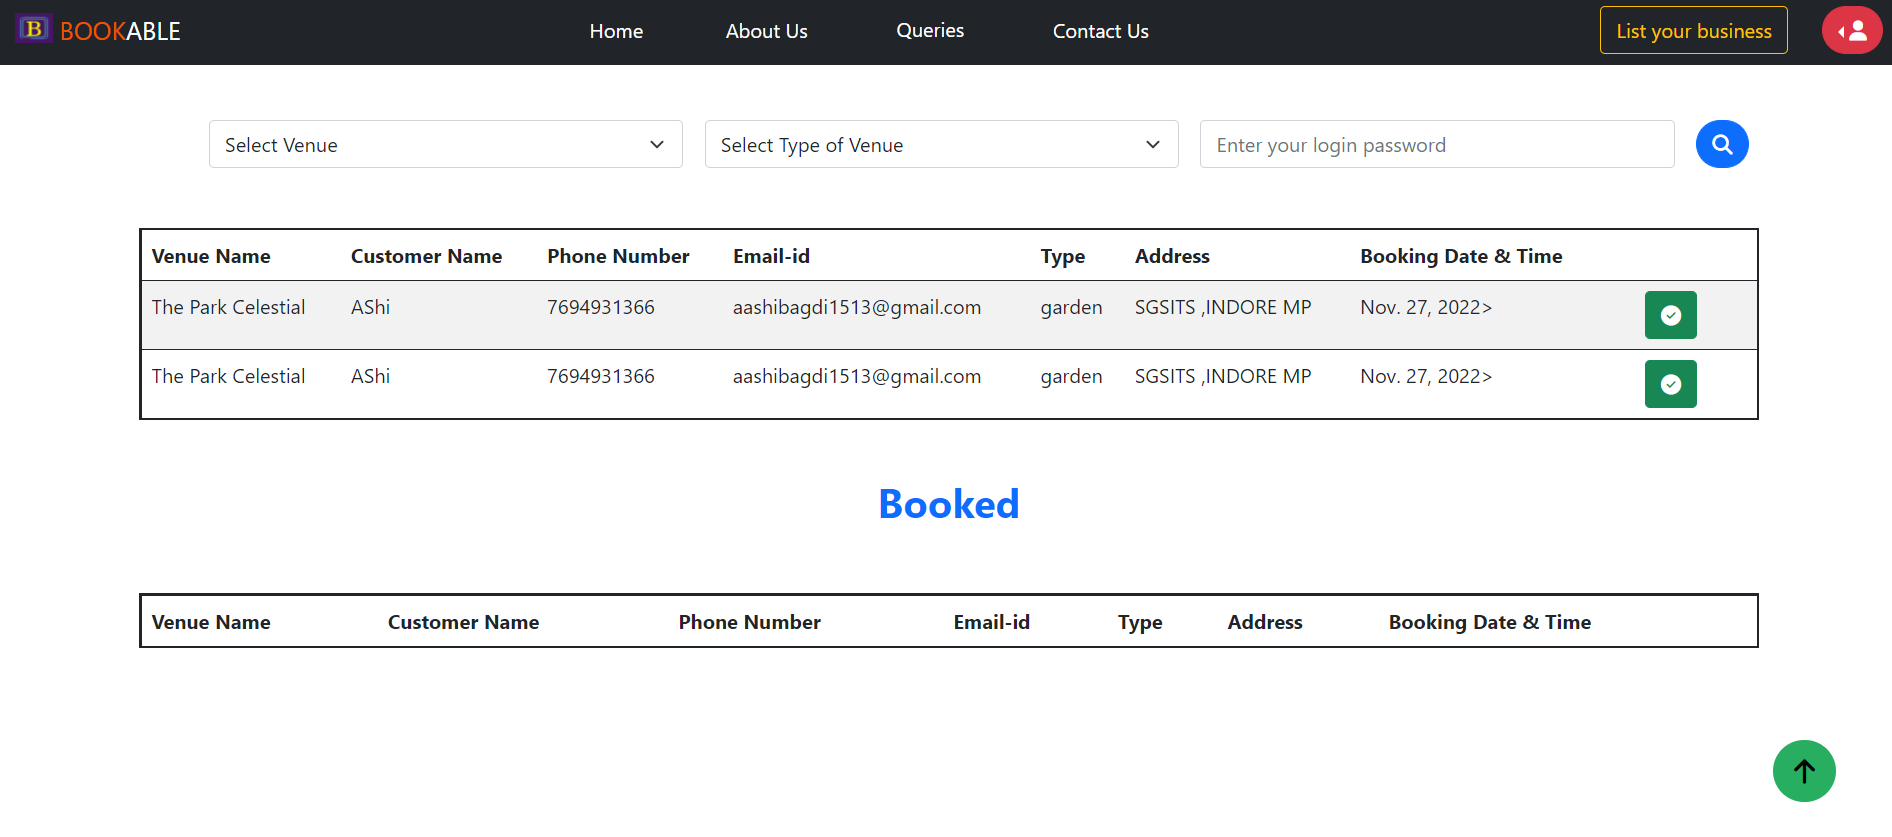 B BOOKABLE Home About Us Queries Contact Us List your business
Select Venue Select Type of Venue Enter your login password
Venue Name Customer Name Phone Number Email-id Type Address Booking Date & Time
The Park Celestial AShi 7694931366 aashibagdi1513@gmail.com garden SGSITS ,INDORE MP Nov. 27, 2022>
The Park Celestial AShi 7694931366 aashibagdi1513@gmail.com garden SGSITS ,INDORE MP Nov. 27, 2022>
Booked
Venue Name Customer Name Phone Number Email-id Type Address Booking Date & Time